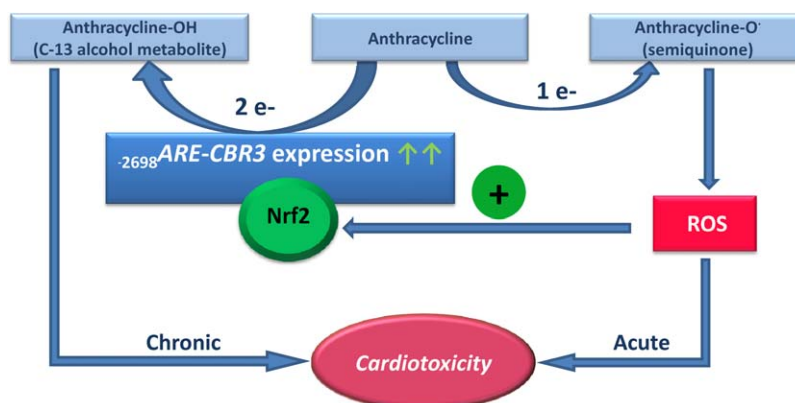 Anthracycline-OH
(C-13 alcohol metabolite)
Anthracycline
Anthracycline-O·
(semiquinone)
2 e-
1 e-
-2698ARE-CBR3 expression ↑↑
+
Nrf2
ROS
Chronic
Cardiotoxicity
Acute